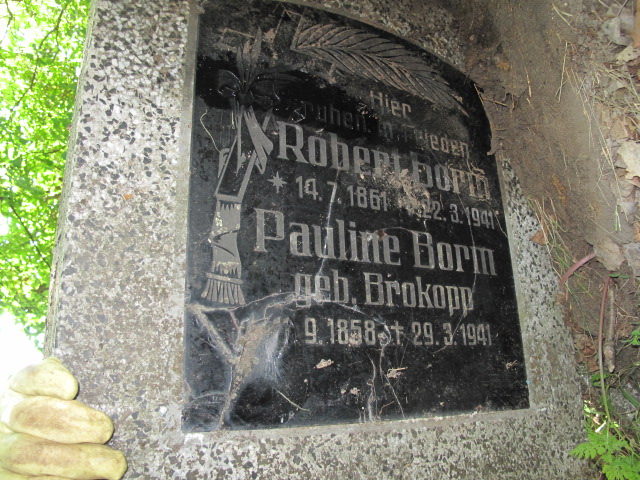 Hier
ruhen in Frieden
Robert Borm
* 14. 7. 1861 † 22. 3. 1941
Pauline Borm
geb. Brokopp
9. 1858 † 29. 3. 1941